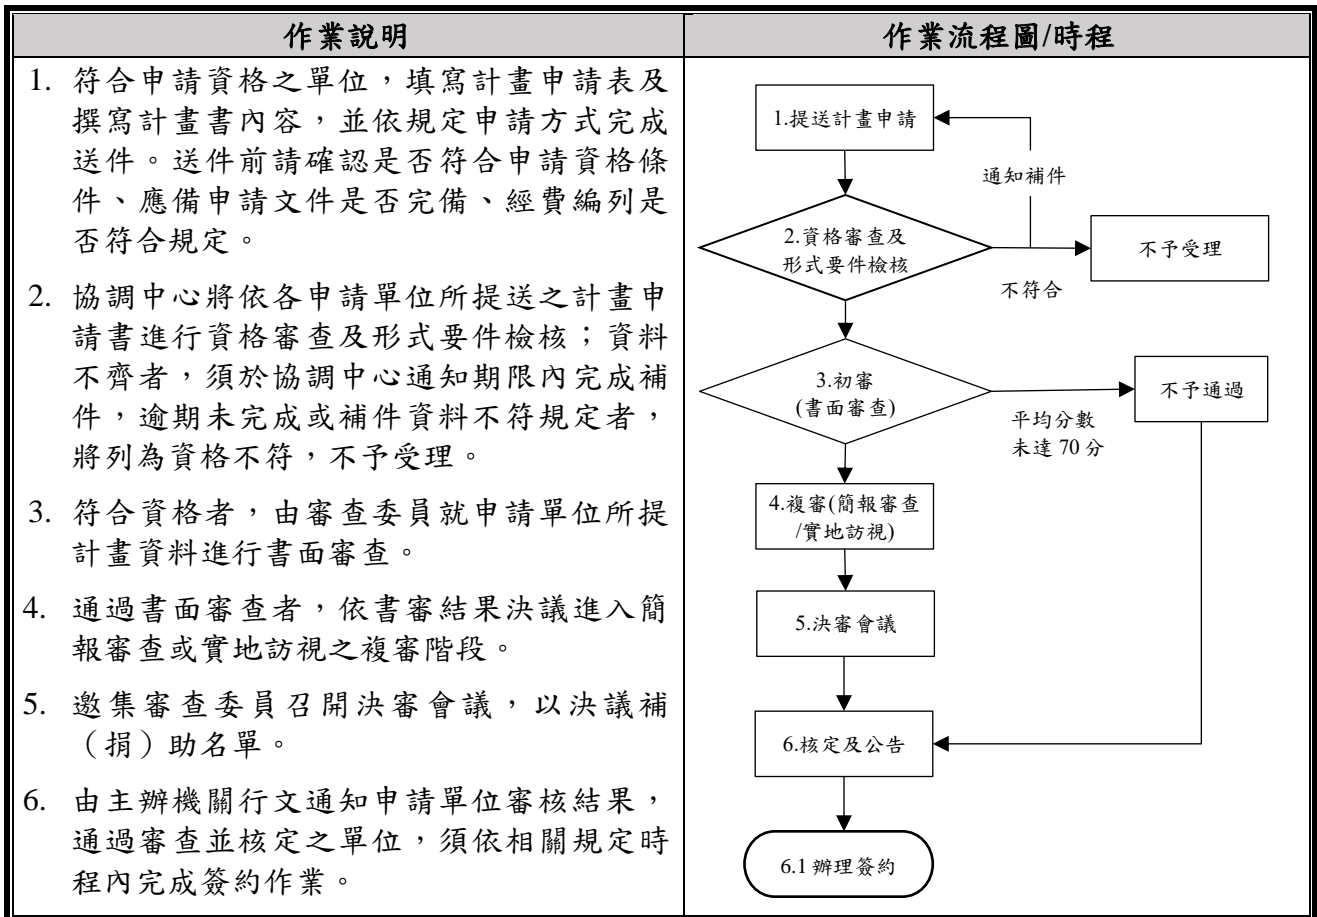 作業說明
1. 符合申請資格之單位，填寫計畫申請表及
撰寫計畫書內容，並依規定申請方式完成
送件。送件前請確認是否符合申請資格條
件、應備申請文件是否完備、經費編列是
否符合規定。
2. 協調中心將依各申請單位所提送之計畫申
請書進行資格審查及形式要件檢核；資料
不齊者，須於協調中心通知期限內完成補
件，逾期未完成或補件資料不符規定者，
將列為資格不符，不予受理。
3. 符合資格者，由審查委員就申請單位所提
計畫資料進行書面審查。
4. 通過書面審查者，依書審結果決議進入簡
報審查或實地訪視之複審階段。
5. 邀集審查委員召開決審會議，以決議補
（捐）助名單。
6. 由主辦機關行文通知申請單位審核結果，
通過審查並核定之單位，須依相關規定時
程內完成簽約作業。
作業流程圖/時程
1.提送計畫申請
通知補件
2.資格審查及
形式要件檢核
不予受理
不符合
3.初審
(書面審查)
不予通過
平均分數
未達 70 分
4.複審(簡報審查
/實地訪視)
5.決審會議
6.核定及公告
6.1 辦理簽約